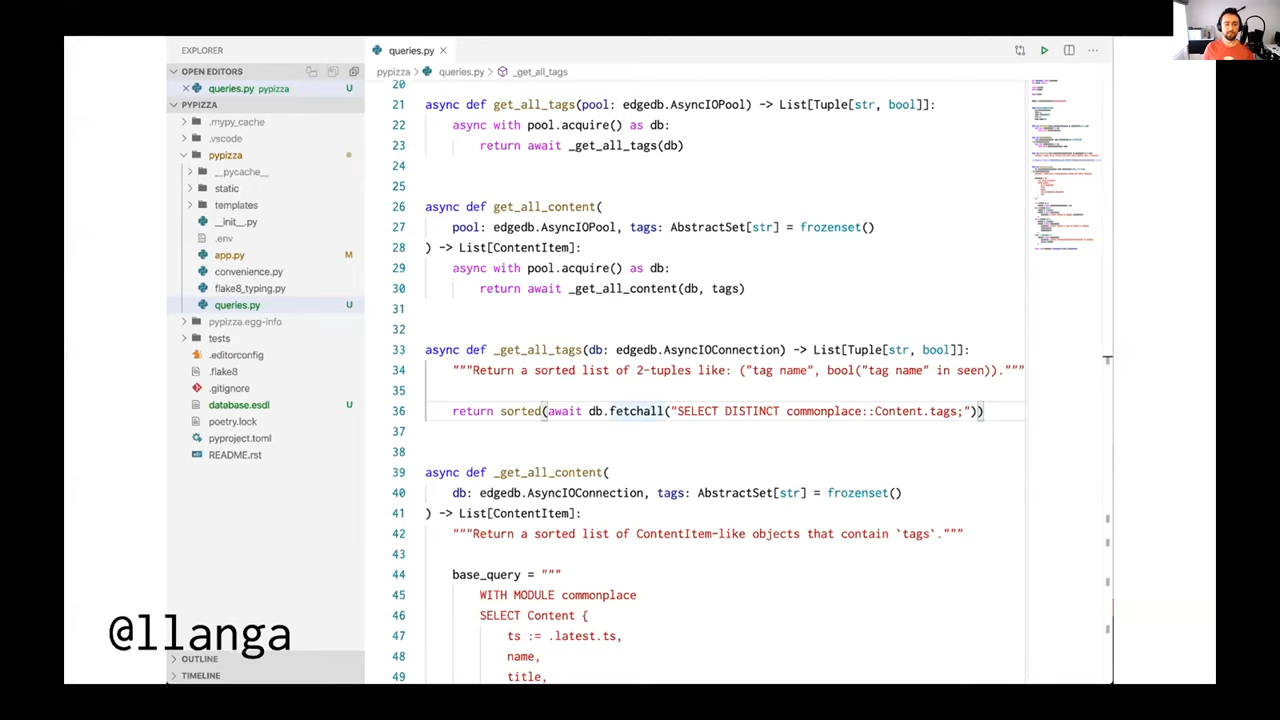 EXPLORER
OPEN EDITORS
queries.py pypizza U
PYPIZZA
.mypy_cache
.vscode
pypizza
__pycache__
static
templates
__init__.py
.env
app.py M
convenience.py
flake8_typing.py
queries.py U
pypizza.egg-info
tests
.editorconfig
.flake8
.gitignore
database.esdl U
poetry.lock
pyproject.toml
README.rst
OUTLINE
TIMELINE
@llanga
queries.py
pypizza > queries.py > _get_all_tags
20
21 async def get_all_tags(pool: edgedb.AsyncIOPool) -> List[Tuple[str, bool]]:
22 async with pool.acquire() as db:
23 return await _get_all_tags(db)
24
25
26 async def get_all_content(
27 pool: edgedb.AsyncIOPool, tags: AbstractSet[str] = frozenset()
28 ) -> List[ContentItem]:
29 async with pool.acquire() as db:
30 return await _get_all_content(db, tags)
31
32
33 async def _get_all_tags(db: edgedb.AsyncIOConnection) -> List[Tuple[str, bool]]:
34 """Return a sorted list of 2-tuples like: ("tag name", bool("tag name" in seen))."""
35
36 return sorted(await db.fetchall("SELECT DISTINCT commonplace::Content.tags;"))
37
38
39 async def _get_all_content(
40 db: edgedb.AsyncIOConnection, tags: AbstractSet[str] = frozenset()
41 ) -> List[ContentItem]:
42 """Return a sorted list of ContentItem-like objects that contain `tags`."""
43
44 base_query = """
45 WITH MODULE commonplace
46 SELECT Content {
47 ts := .latest.ts,
48 name,
49 title,